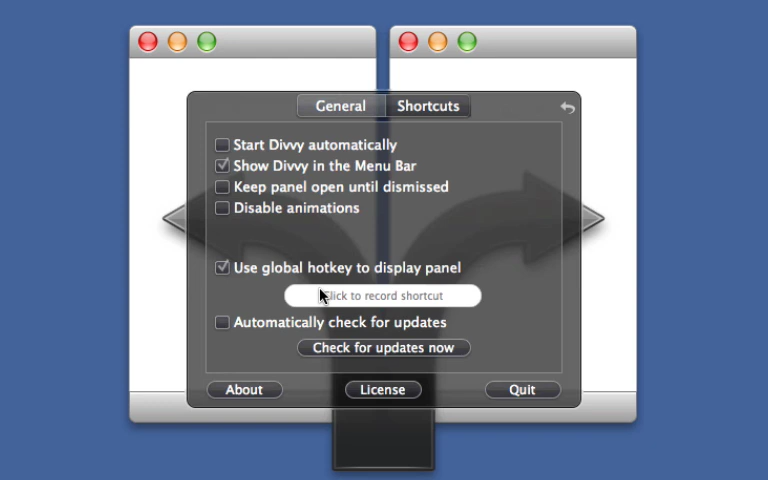 General Shortcuts
Start Divvy automatically
Show Divvy in the Menu Bar
Keep panel open until dismissed
Disable animations
Use global hotkey to display panel
Click to record shortcut
Automatically check for updates
Check for updates now
About License Quit